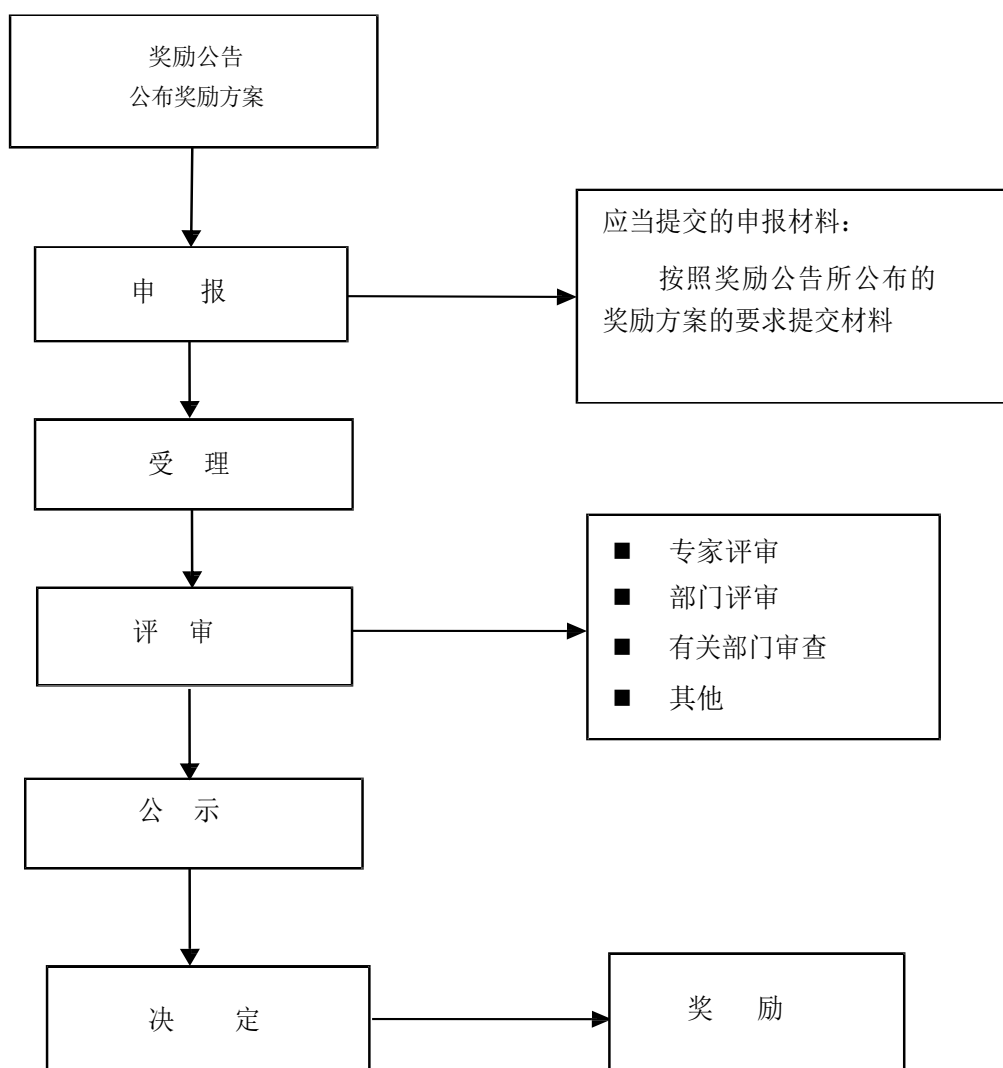 奖励公告
公布奖励方案
应当提交的申报材料：
按照奖励公告所公布的
奖励方案的要求提交材料
申 报
受 理
■ 专家评审
■ 部门评审
■ 有关部门审查
■ 其他
评 审
公 示
决 定
奖 励